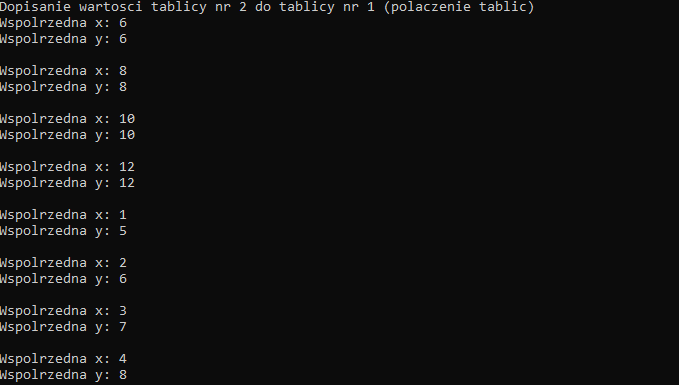 Dopisanie wartosci tablicy nr 2 do tablicy nr 1 (polaczenie tablic)
Wspolrzedna x: 6
Wspolrzedna y: 6
Wspolrzedna x: 8
Wspolrzedna y: 8
Wspolrzedna x: 10
Wspolrzedna y: 10
Wspolrzedna x: 12
Wspolrzedna y: 12
Wspolrzedna x: 1
Wspolrzedna y: 5
Wspolrzedna x: 2
Wspolrzedna y: 6
Wspolrzedna x: 3
Wspolrzedna y: 7
Wspolrzedna x: 4
Wspolrzedna y: 8